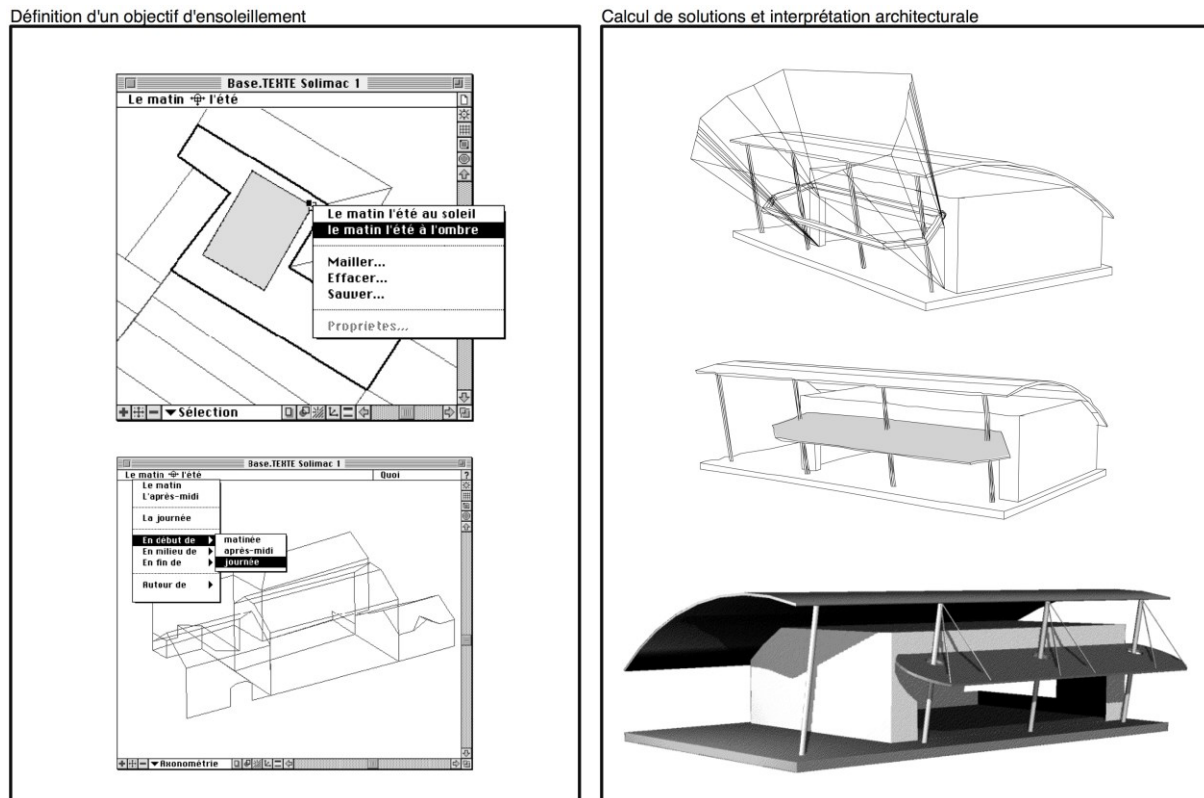 Définition d'un objectif d'ensoleillement
Calcul de solutions et interprétation architecturale
Base.TEXTE Solimac 1
Le matin l'été
Le matin l'été au soleil
le matin l'été à l'ombre
Mailler...
Effacer...
Sauver...
Proprietes...
Sélection
Base.TEXTE Solimac 1
Le matin l'été
Quoi
?
Le matin
L'après-midi
La journée
En début de
matinée
En milieu de
après-midi
En fin de
journée
Autour de
Axonométrie